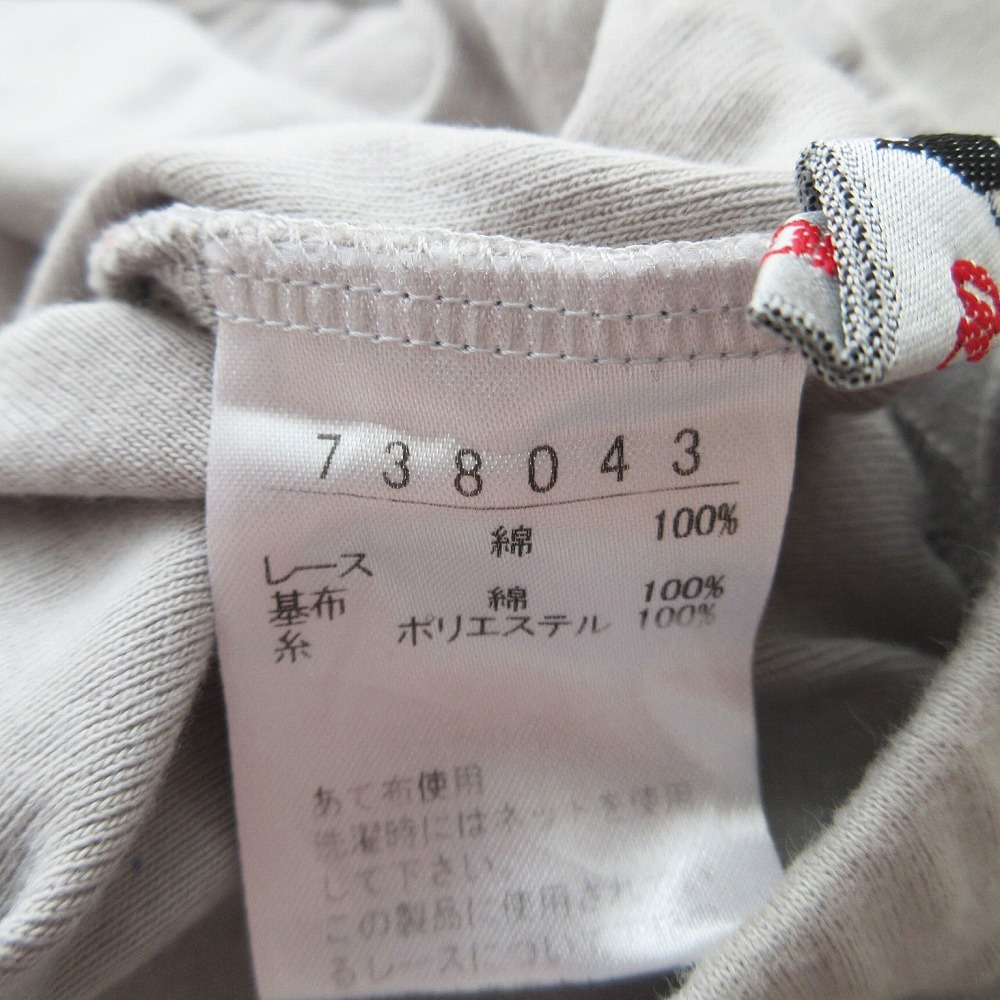 738043
綿 100%
レース
基布 綿 100%
糸 ポリエステル 100%
あて布使用
洗濯時にはネットを使用
して下さい。
この製品に使用され
るレースについ